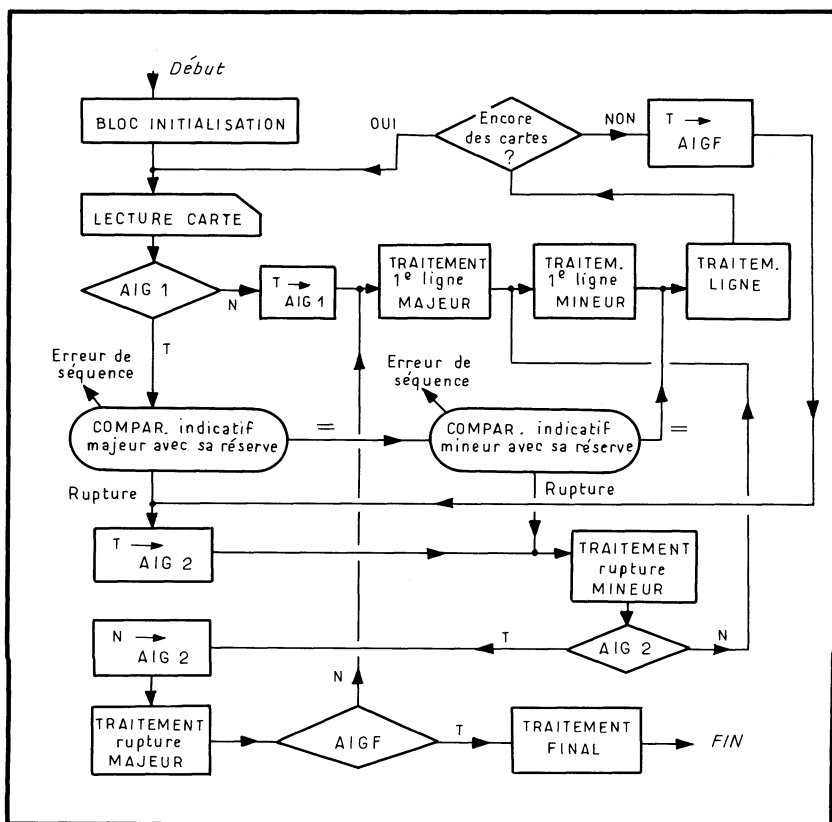 Début
BLOC INITIALISATION
OUI
Encore
des cartes
?
NON
T →
AIGF
LECTURE CARTE
AIG 1
N
T →
AIG 1
TRAITEMENT
1e ligne
MAJEUR
TRAITEM.
1e ligne
MINEUR
TRAITEM.
LIGNE
T
Erreur de
séquence
Erreur de
séquence
COMPAR. indicatif
majeur avec sa réserve
=
COMPAR. indicatif
mineur avec sa réserve
=
Rupture
Rupture
T →
AIG 2
TRAITEMENT
rupture
MINEUR
N →
AIG 2
T
AIG 2
N
TRAITEMENT
rupture
MAJEUR
N
AIGF
T
TRAITEMENT
FINAL
FIN